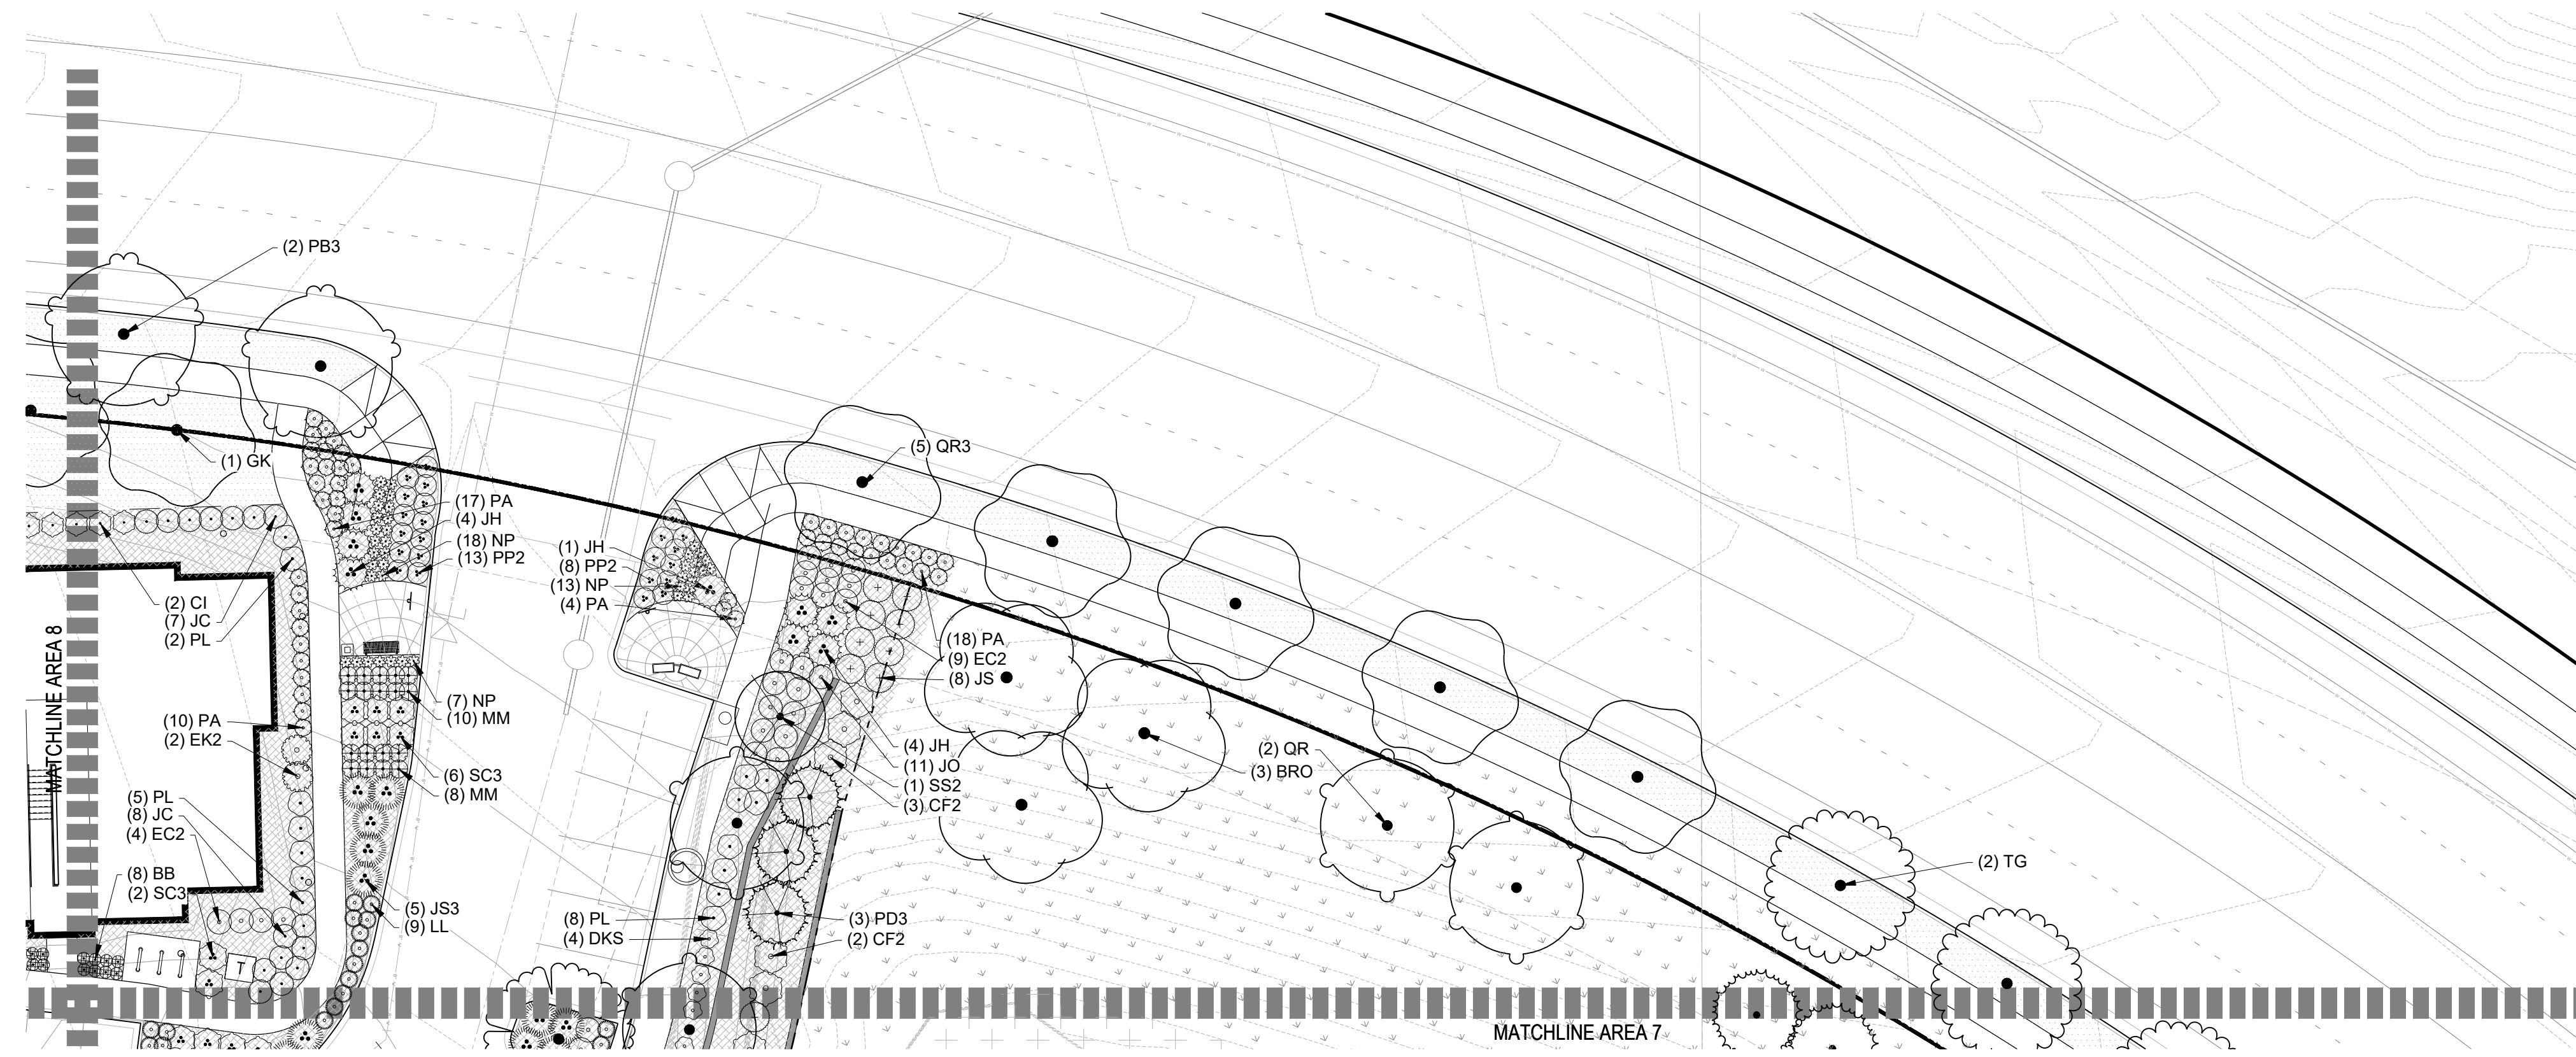 (2) PB3
(1) GK
(5) QR3
(17) PA
(4) JH
(18) NP
(13) PP2
(1) JH
(8) PP2
(13) NP
(4) PA
(2) CI
(7) JC
(2) PL
MATCHLINE AREA 8
(18) PA
(9) EC2
(8) JS
(7) NP
(10) MM
(10) PA
(2) EK2
(4) JH
(11) JO
(1) SS2
(3) CF2
(2) QR
(3) BRO
(6) SC3
(8) MM
(5) PL
(8) JC
(4) EC2
(8) BB
(2) SC3
(5) JS3
(9) LL
(8) PL
(4) DKS
(3) PD3
(2) CF2
(2) TG
T
MATCHLINE AREA 7